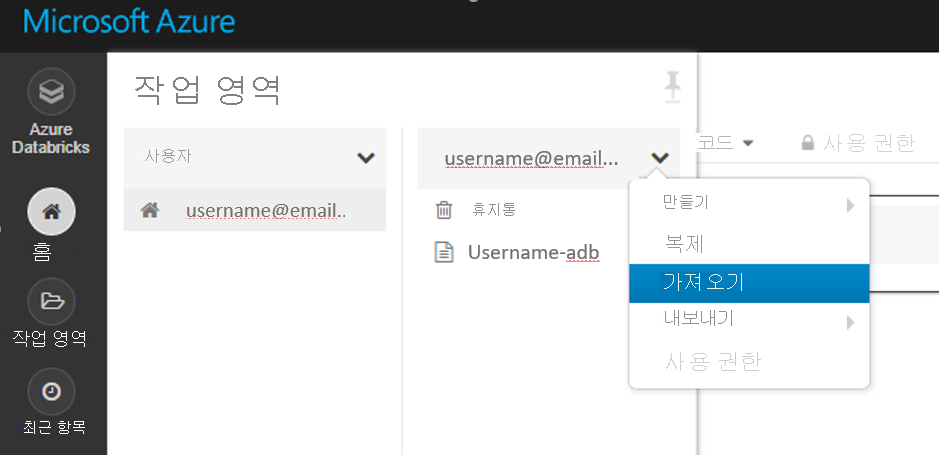 Microsoft Azure
Azure
Databricks
홈
작업 영역
최근 항목
작업 영역
사용자
username@email..
username@email...
휴지통
Username-adb
코드
사용 권한
만들기
복제
가져오기
내보내기
사용 권한